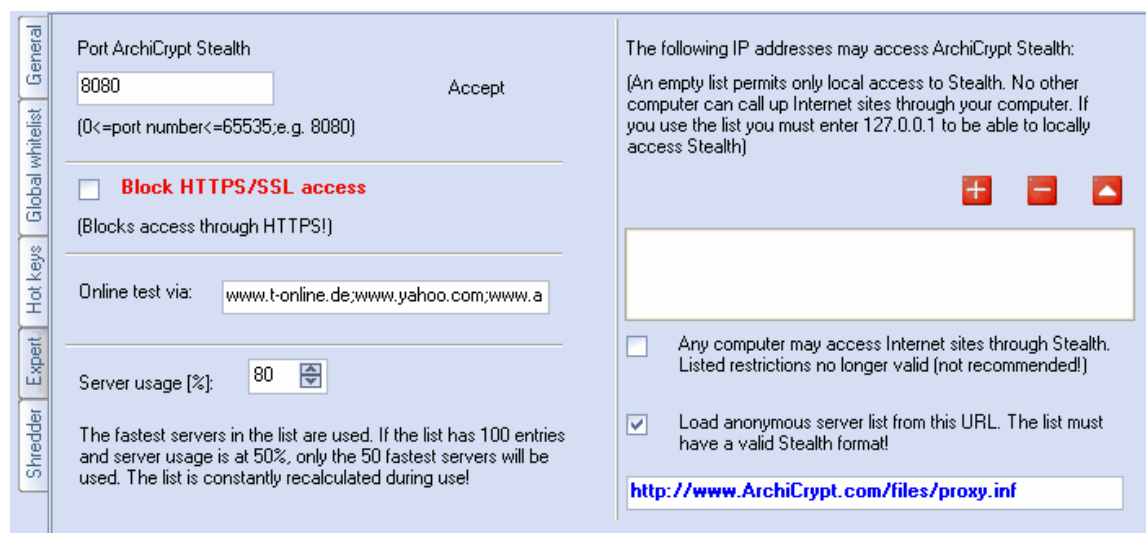 General
Global whitelist
Hot keys
Expert
Shredder
Port ArchiCrypt Stealth
8080
Accept
(0<=port number<=65535;e.g. 8080)
Block HTTPS/SSL access
(Blocks access through HTTPS!)
Online test via:
www.t-online.de;www.yahoo.com;www.a
Server usage [%]:
80
The fastest servers in the list are used. If the list has 100 entries
and server usage is at 50%, only the 50 fastest servers will be
used. The list is constantly recalculated during use!
The following IP addresses may access ArchiCrypt Stealth:
(An empty list permits only local access to Stealth. No other
computer can call up Internet sites through your computer. If
you use the list you must enter 127.0.0.1 to be able to locally
access Stealth)
Any computer may access Internet sites through Stealth.
Listed restrictions no longer valid (not recommended!)
Load anonymous server list from this URL. The list must
have a valid Stealth format!
http://www.ArchiCrypt.com/files/proxy.inf